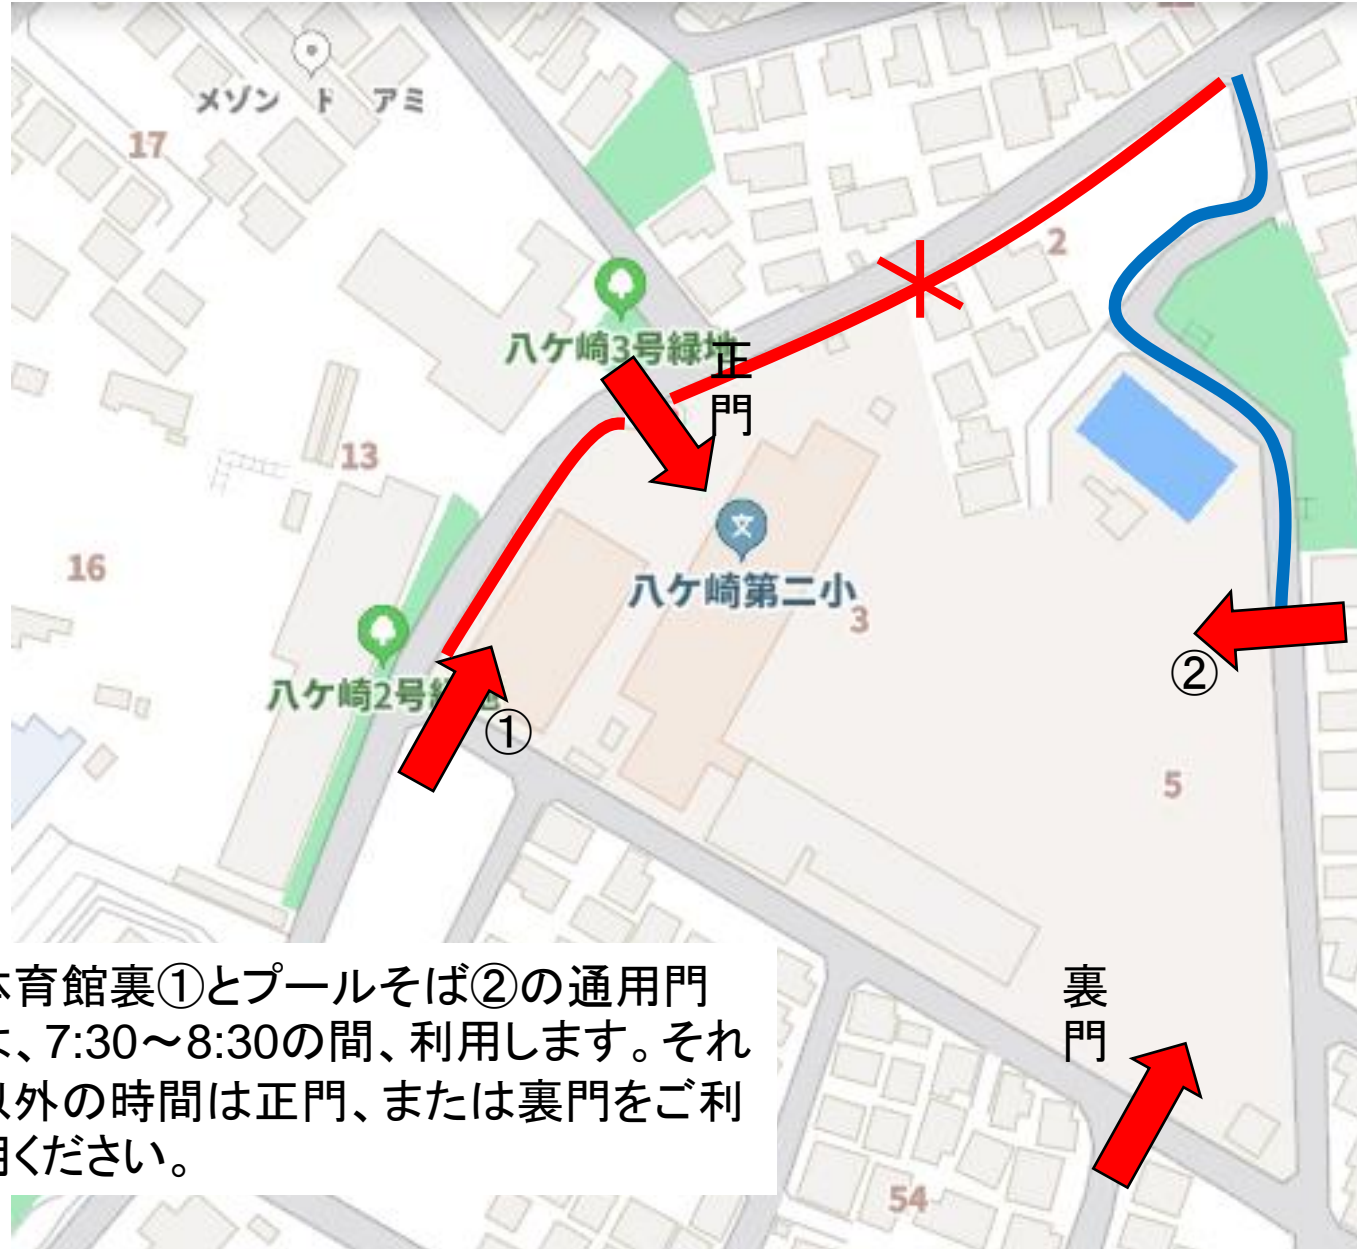 メゾン ド アミ
17
2
八ケ崎3号緑地
正門
13
16
八ケ崎第二小
3
八ケ崎2号緑地
①
②
5
体育館裏①とプールそば②の通用門
は、7:30～8:30の間、利用します。それ
以外の時間は正門、または裏門をご利
用ください。
裏門
54